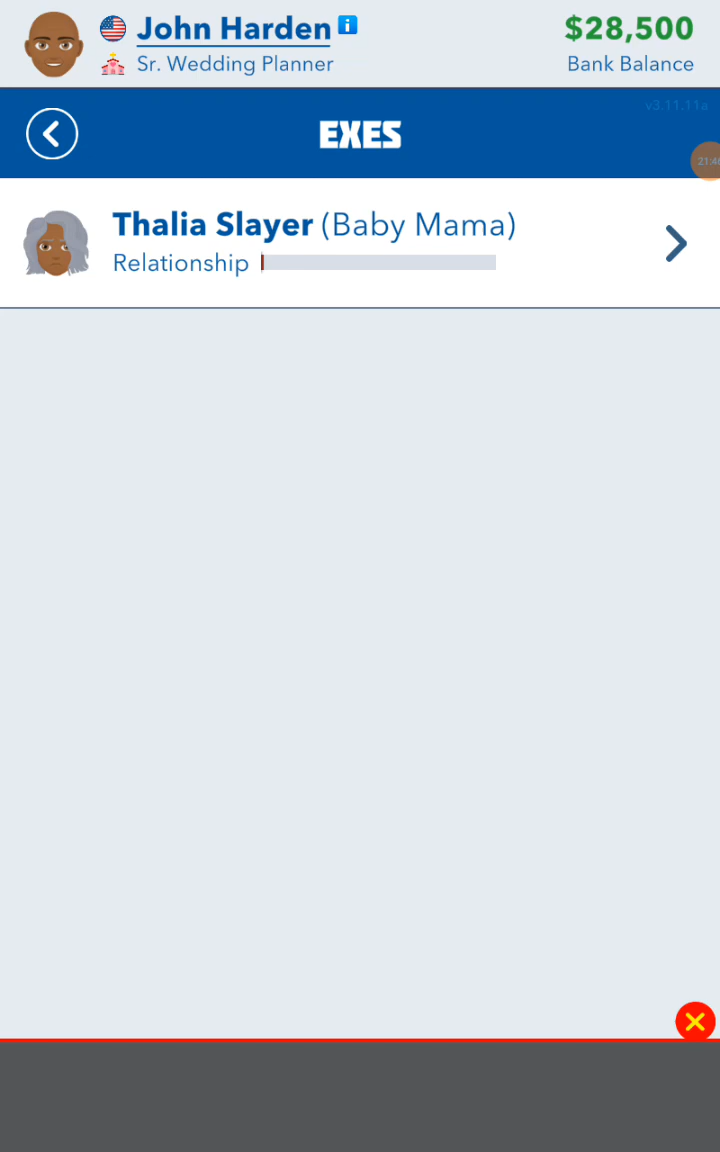 John Harden i
Sr. Wedding Planner
$28,500
Bank Balance
v3.11.11a
EXES
Thalia Slayer (Baby Mama)
Relationship